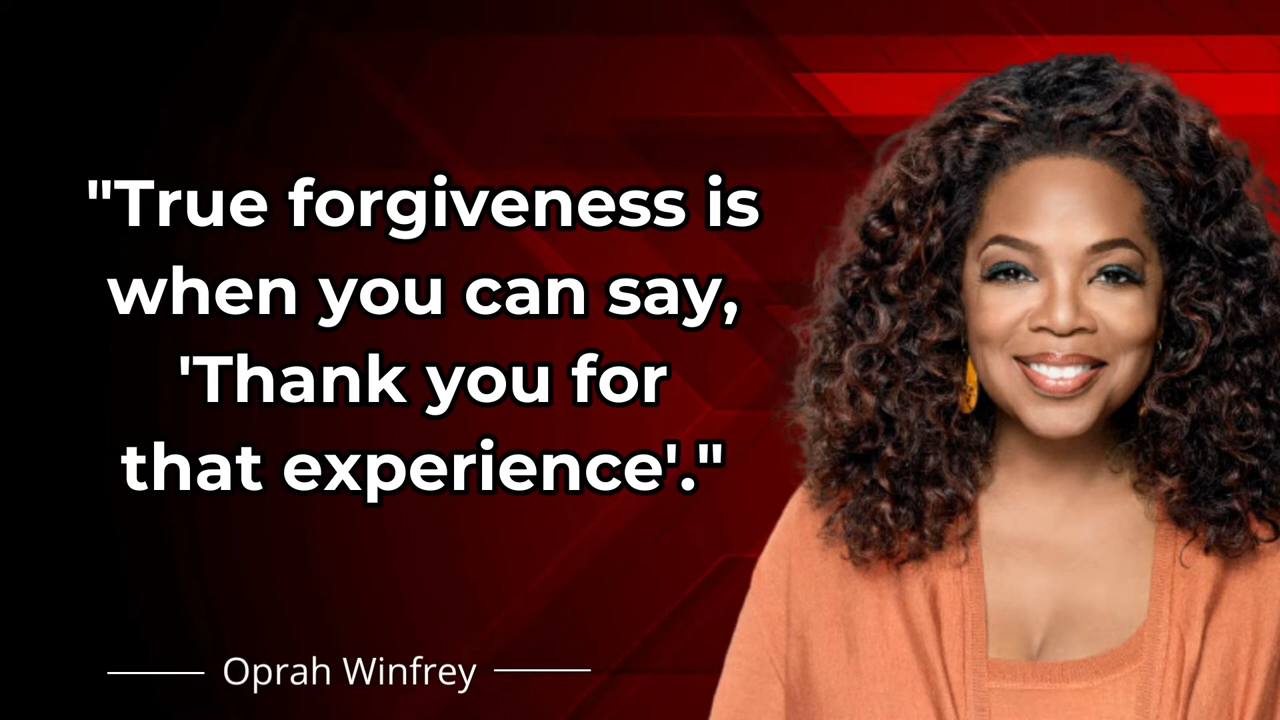 "True forgiveness is
when you can say,
'Thank you for
that experience'."
Oprah Winfrey